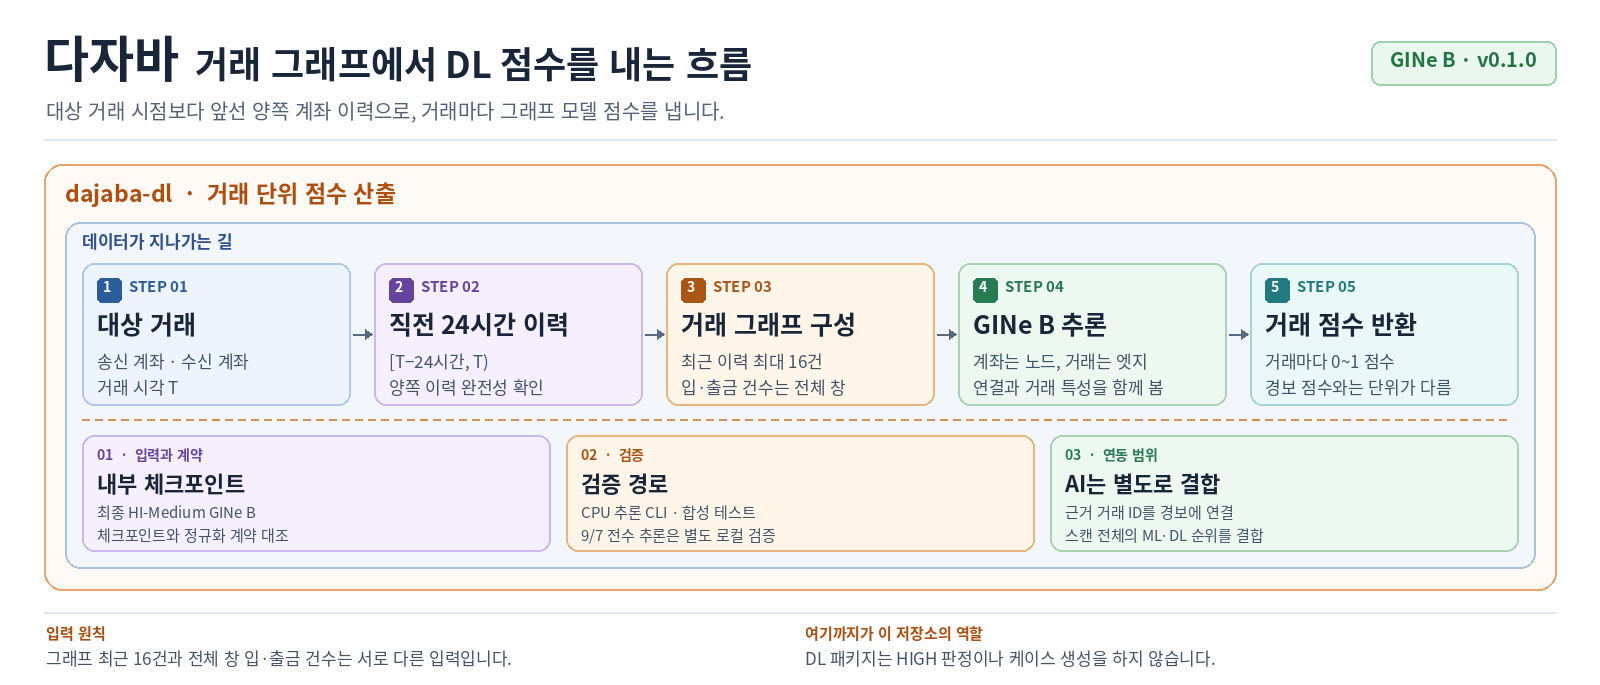 다자바 거래 그래프에서 DL 점수를 내는 흐름
GINe B · v0.1.0
대상 거래 시점보다 앞선 양쪽 계좌 이력으로, 거래마다 그래프 모델 점수를 냅니다.
dajaba-dl · 거래 단위 점수 산출
데이터가 지나가는 길
1 STEP 01
대상 거래
송신 계좌 · 수신 계좌
거래 시각 T
2 STEP 02
직전 24시간 이력
[T−24시간, T)
양쪽 이력 완전성 확인
3 STEP 03
거래 그래프 구성
최근 이력 최대 16건
입·출금 건수는 전체 창
4 STEP 04
GINe B 추론
계좌는 노드, 거래는 엣지
연결과 거래 특성을 함께 봄
5 STEP 05
거래 점수 반환
거래마다 0~1 점수
경보 점수와는 단위가 다름
01 · 입력과 계약
내부 체크포인트
최종 HI-Medium GINe B
체크포인트와 정규화 계약 대조
02 · 검증
검증 경로
CPU 추론 CLI · 합성 테스트
9/7 전수 추론은 별도 로컬 검증
03 · 연동 범위
AI는 별도로 결합
근거 거래 ID를 경보에 연결
스캔 전체의 ML·DL 순위를 결합
입력 원칙
그래프 최근 16건과 전체 창 입·출금 건수는 서로 다른 입력입니다.
여기까지가 이 저장소의 역할
DL 패키지는 HIGH 판정이나 케이스 생성을 하지 않습니다.